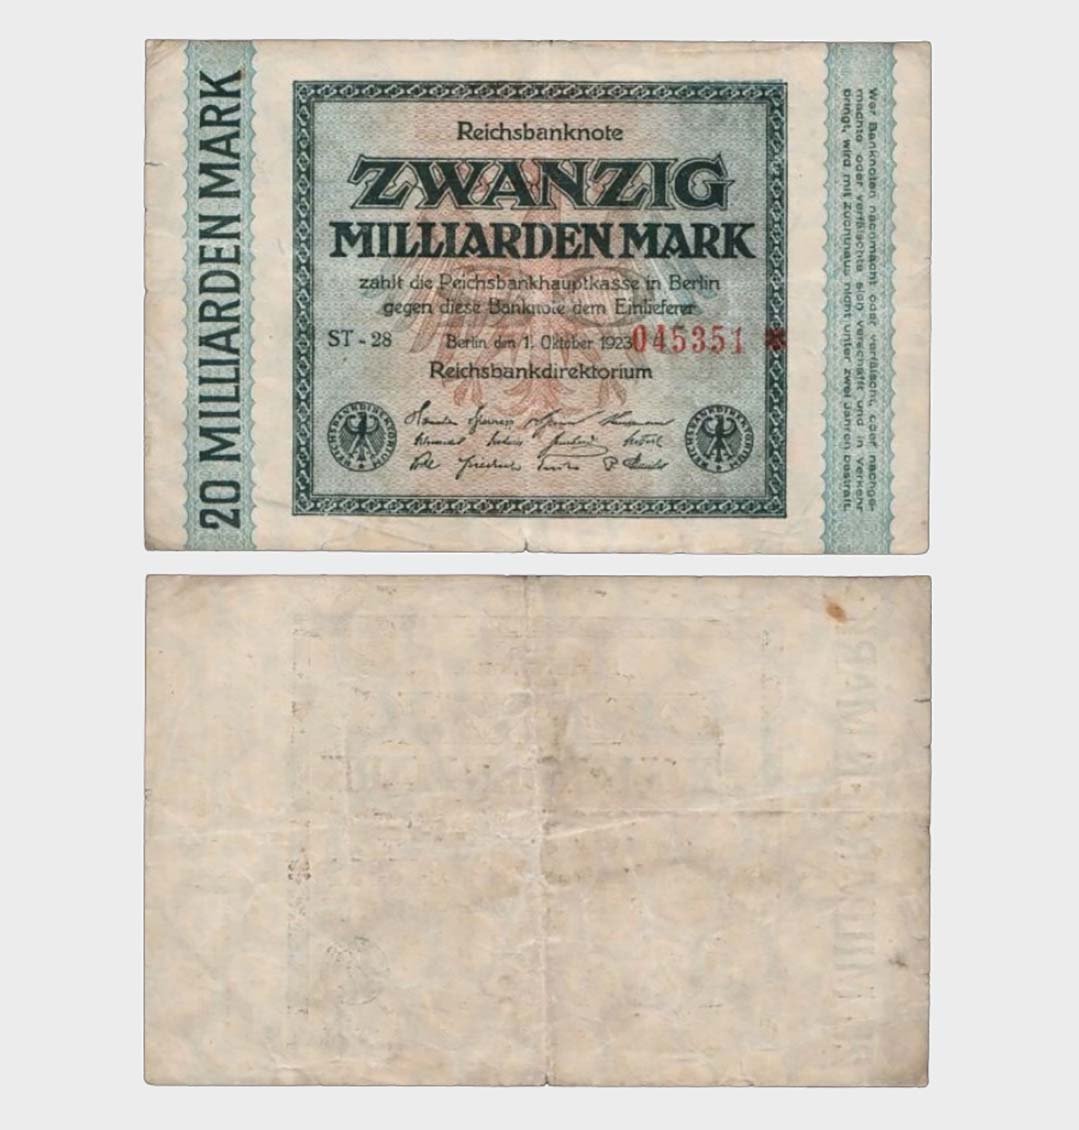 20 MILLIARDEN MARK
Reichsbanknote
ZWANZIG
MILLIARDEN MARK
zahlt die Reichsbankhauptkasse in Berlin
gegen diese Banknote dem Einlieferer
ST - 28 Berlin, den 1. Oktober 1923 045351 *
Reichsbankdirektorium
REICHSBANKDIREKTORIUM
REICHSBANKDIREKTORIUM
Wer Banknoten nachmacht oder verfälscht, oder nachge-
machte oder verfälschte sich verschafft und in Verkehr
bringt, wird mit Zuchthaus nicht unter zwei Jahren bestraft.